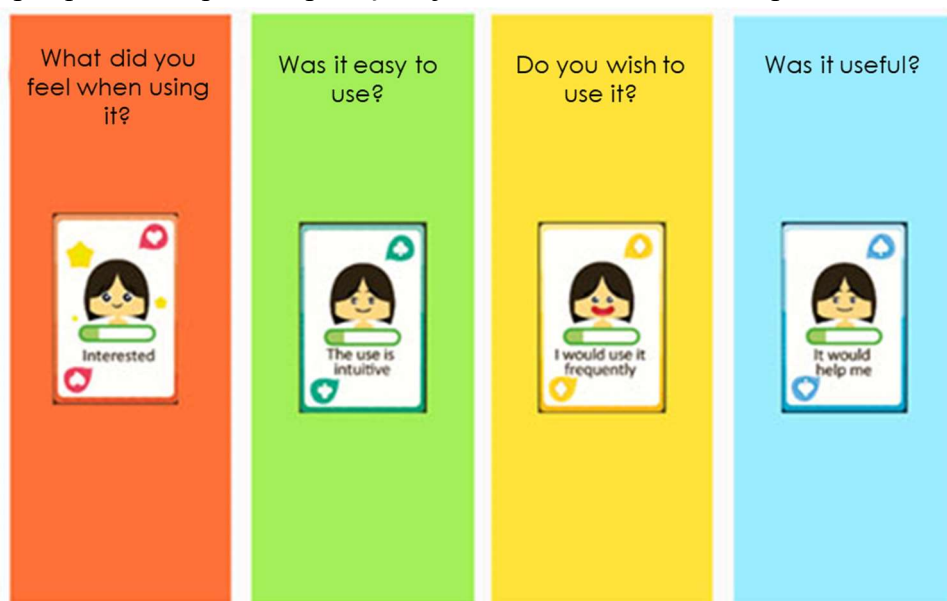 What did you
feel when using
it?
Was it easy to
use?
Do you wish to
use it?
Was it useful?
Interested
The use is
intuitive
I would use it
frequently
It would
help me